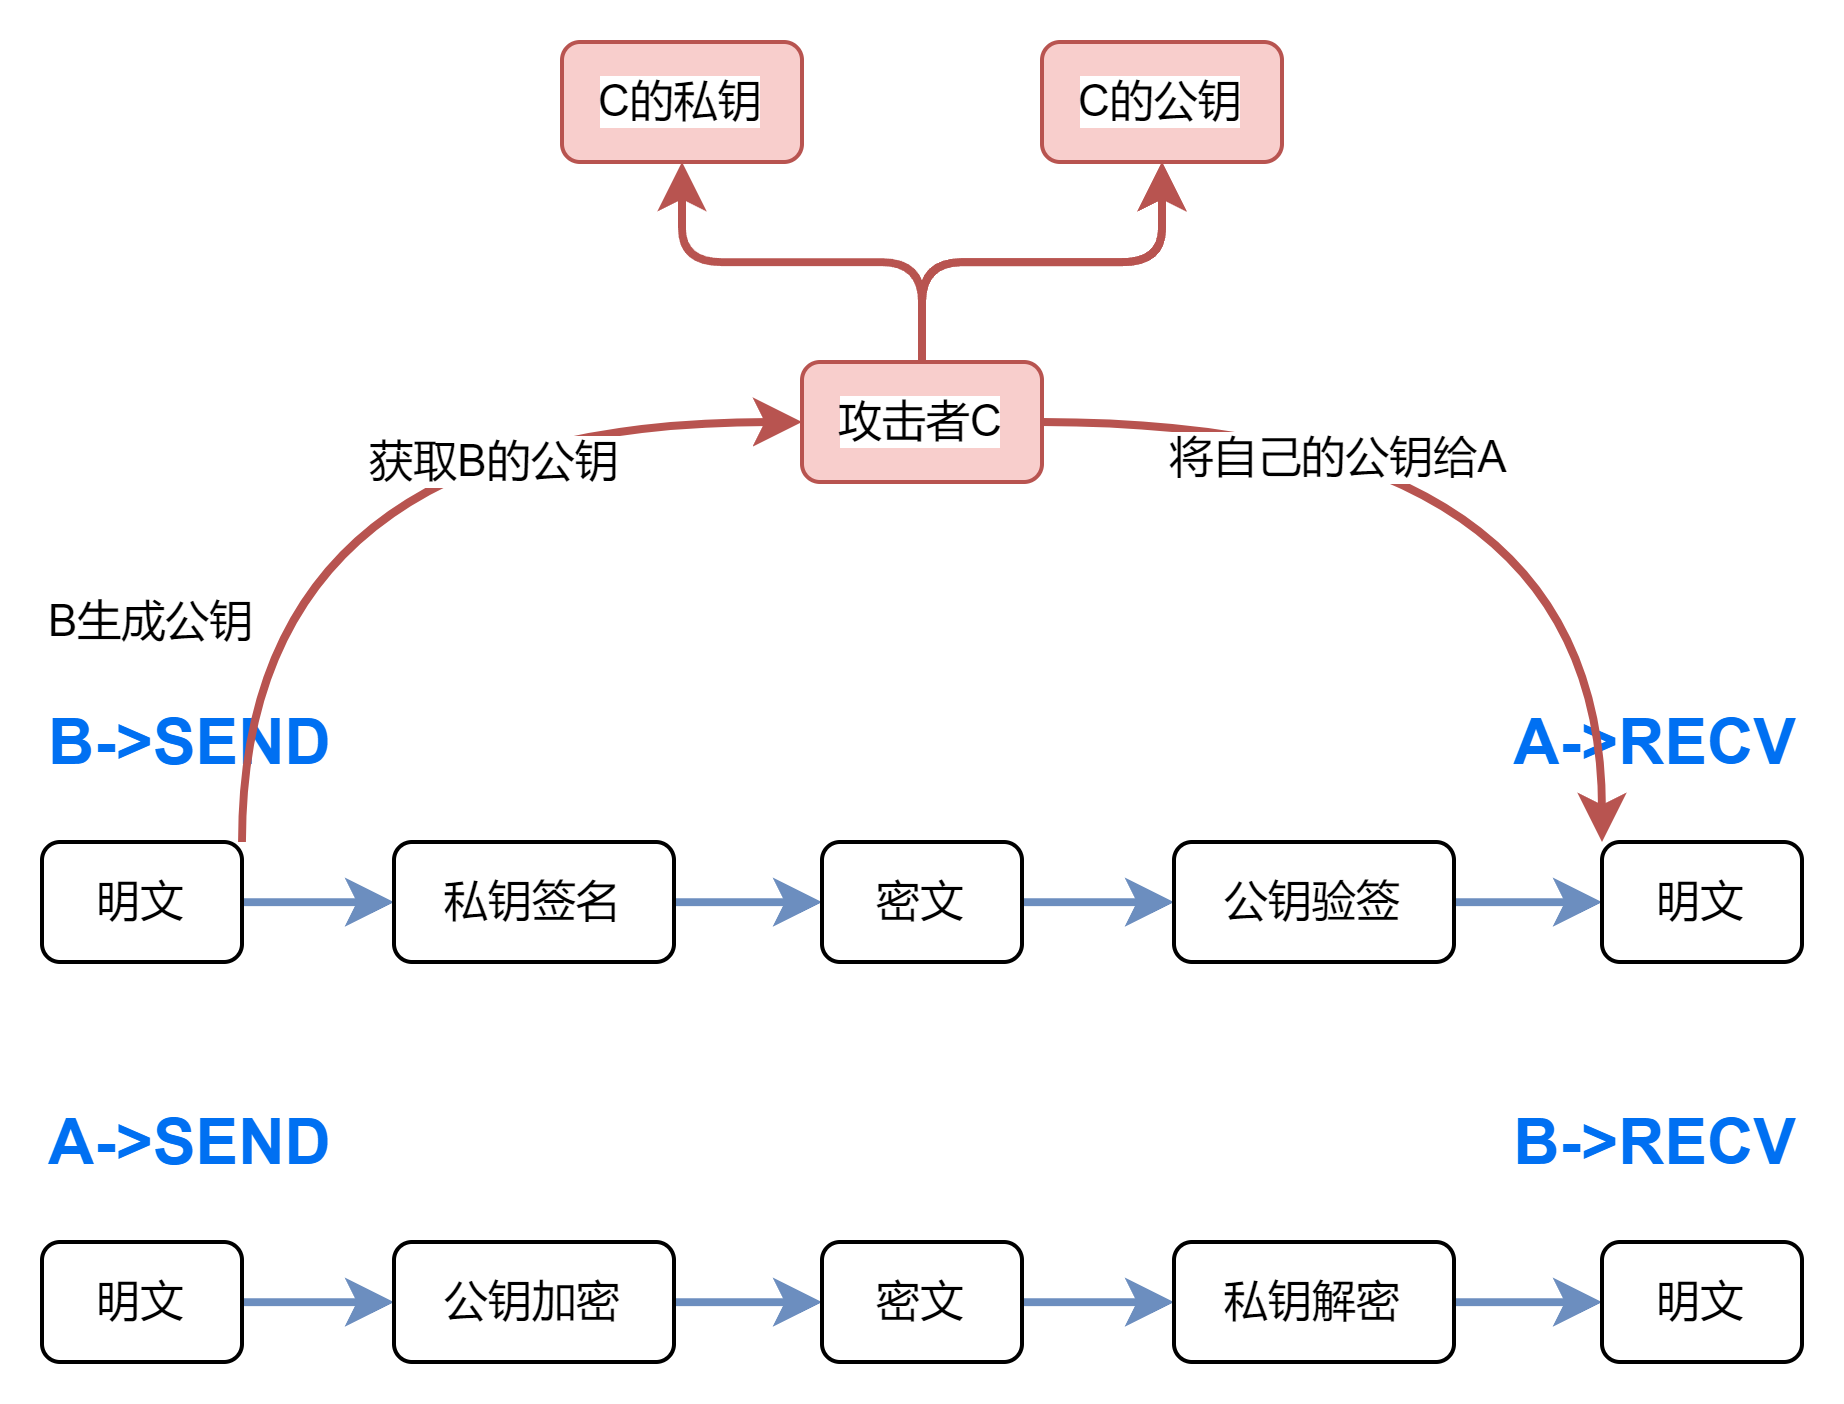 C的私钥
C的公钥
攻击者C
获取B的公钥
将自己的公钥给A
B生成公钥
B->SEND
A->RECV
明文
私钥签名
密文
公钥验签
明文
A->SEND
B->RECV
明文
公钥加密
密文
私钥解密
明文